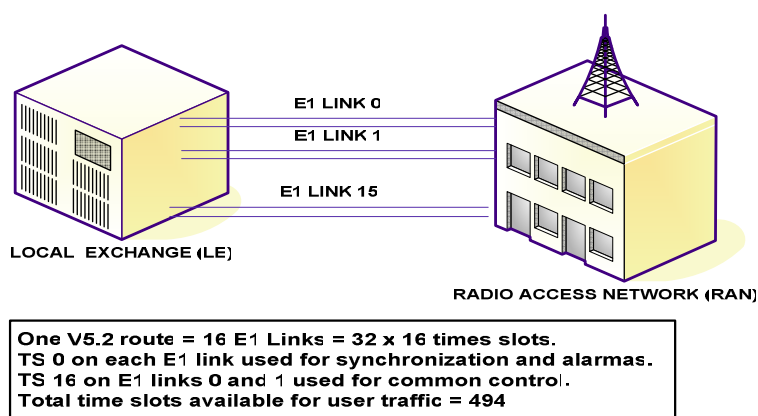 E1 LINK 0
E1 LINK 1
E1 LINK 15
LOCAL EXCHANGE (LE)
RADIO ACCESS NETWORK (RAN)
One V5.2 route = 16 E1 Links = 32 x 16 times slots.
TS 0 on each E1 link used for synchronization and alarmas.
TS 16 on E1 links 0 and 1 used for common control.
Total time slots available for user traffic = 494